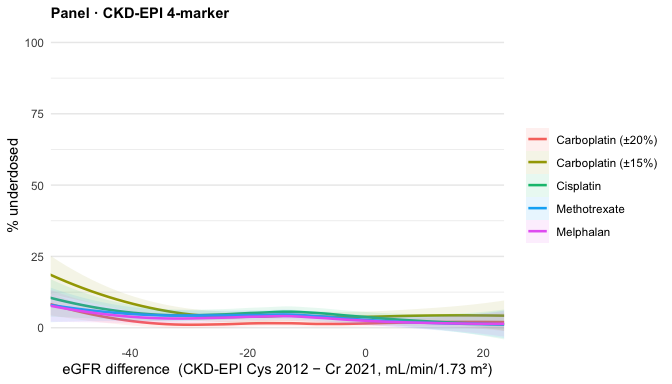 Panel · CKD-EPI 4-marker
% underdosed
100
75
50
25
0
-40
-20
0
20
eGFR difference  (CKD-EPI Cys 2012 − Cr 2021, mL/min/1.73 m²)
Carboplatin (±20%)
Carboplatin (±15%)
Cisplatin
Methotrexate
Melphalan